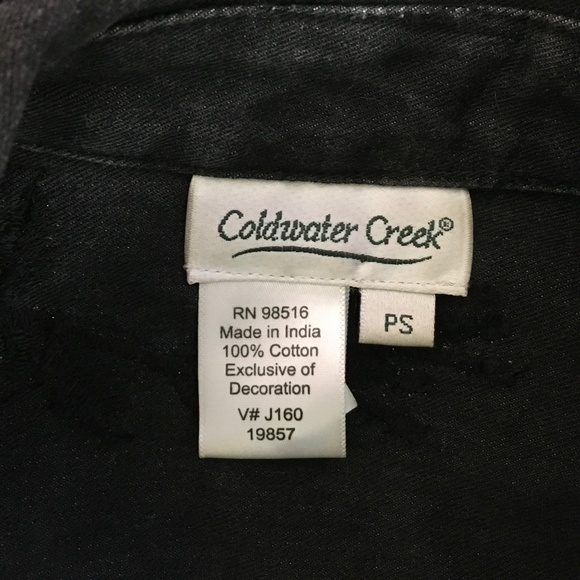 Coldwater Creek®
RN 98516
Made in India
100% Cotton
Exclusive of
Decoration
V# J160
19857
PS